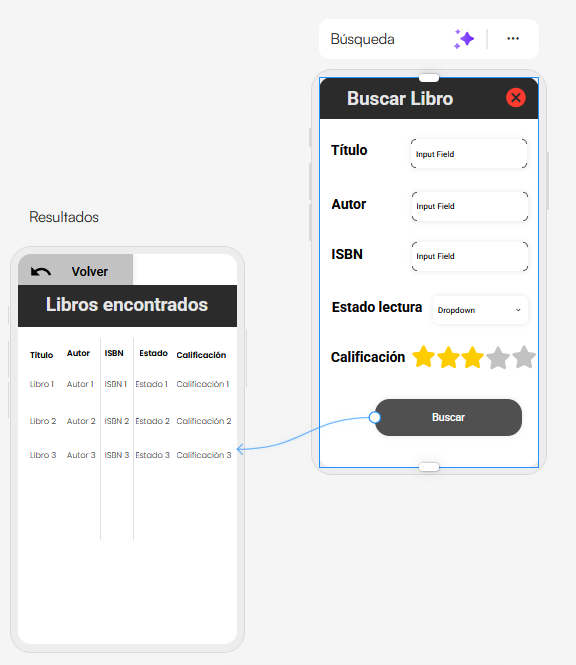 Búsqueda
Buscar Libro
Título
Input Field
Autor
Input Field
ISBN
Input Field
Estado lectura
Dropdown
Calificación
Buscar
Resultados
Volver
Libros encontrados
Título Autor ISBN Estado Calificación
Libro 1 Autor 1 ISBN 1 Estado 1 Calificación 1
Libro 2 Autor 2 ISBN 2 Estado 2 Calificación 2
Libro 3 Autor 3 ISBN 3 Estado 3 Calificación 3